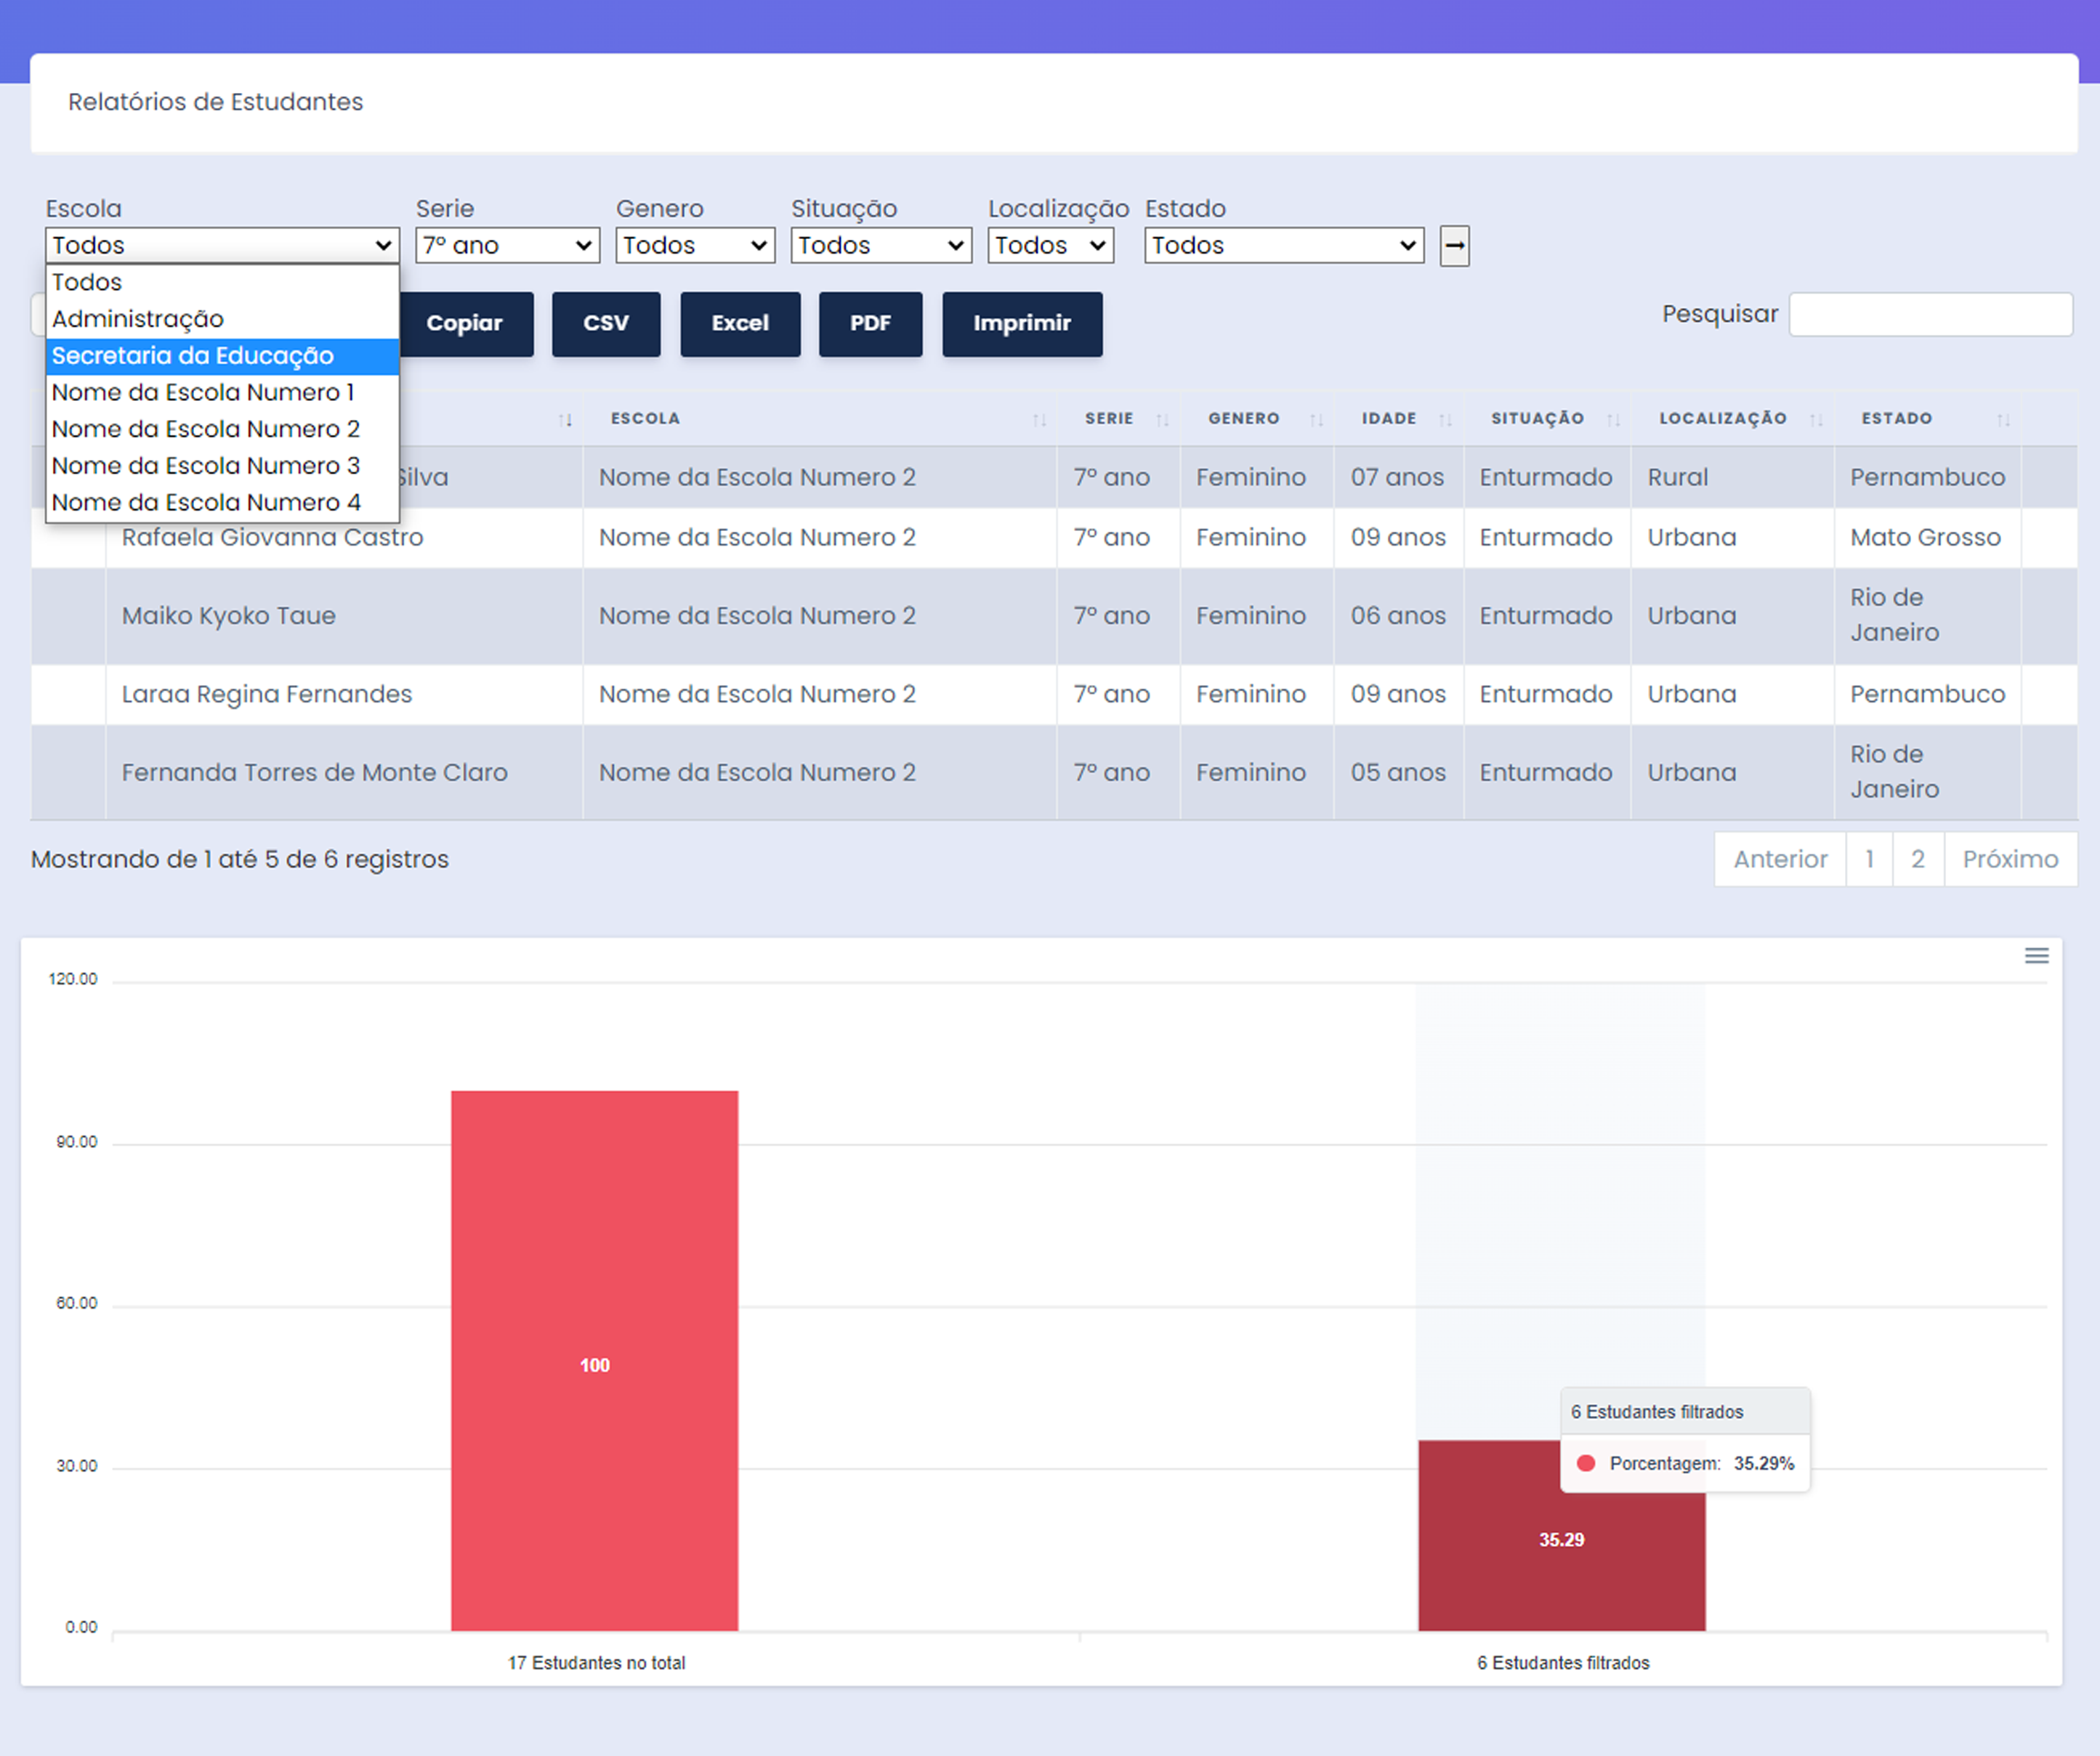 Relatórios de Estudantes
Escola Serie Genero Situação Localização Estado
Todos 7º ano Todos Todos Todos Todos →
Todos
Administração
Secretaria da Educação
Nome da Escola Numero 1
Nome da Escola Numero 2
Nome da Escola Numero 3
Nome da Escola Numero 4
Copiar CSV Excel PDF Imprimir Pesquisar
ESCOLA SERIE GENERO IDADE SITUAÇÃO LOCALIZAÇÃO ESTADO
Silva Nome da Escola Numero 2 7º ano Feminino 07 anos Enturmado Rural Pernambuco
Rafaela Giovanna Castro Nome da Escola Numero 2 7º ano Feminino 09 anos Enturmado Urbana Mato Grosso
Maiko Kyoko Taue Nome da Escola Numero 2 7º ano Feminino 06 anos Enturmado Urbana Rio de
Janeiro
Laraa Regina Fernandes Nome da Escola Numero 2 7º ano Feminino 09 anos Enturmado Urbana Pernambuco
Fernanda Torres de Monte Claro Nome da Escola Numero 2 7º ano Feminino 05 anos Enturmado Urbana Rio de
Janeiro
Mostrando de 1 até 5 de 6 registros
Anterior 1 2 Próximo
120.00
90.00
60.00
30.00
0.00
100
6 Estudantes filtrados
Porcentagem: 35.29%
35.29
17 Estudantes no total
6 Estudantes filtrados